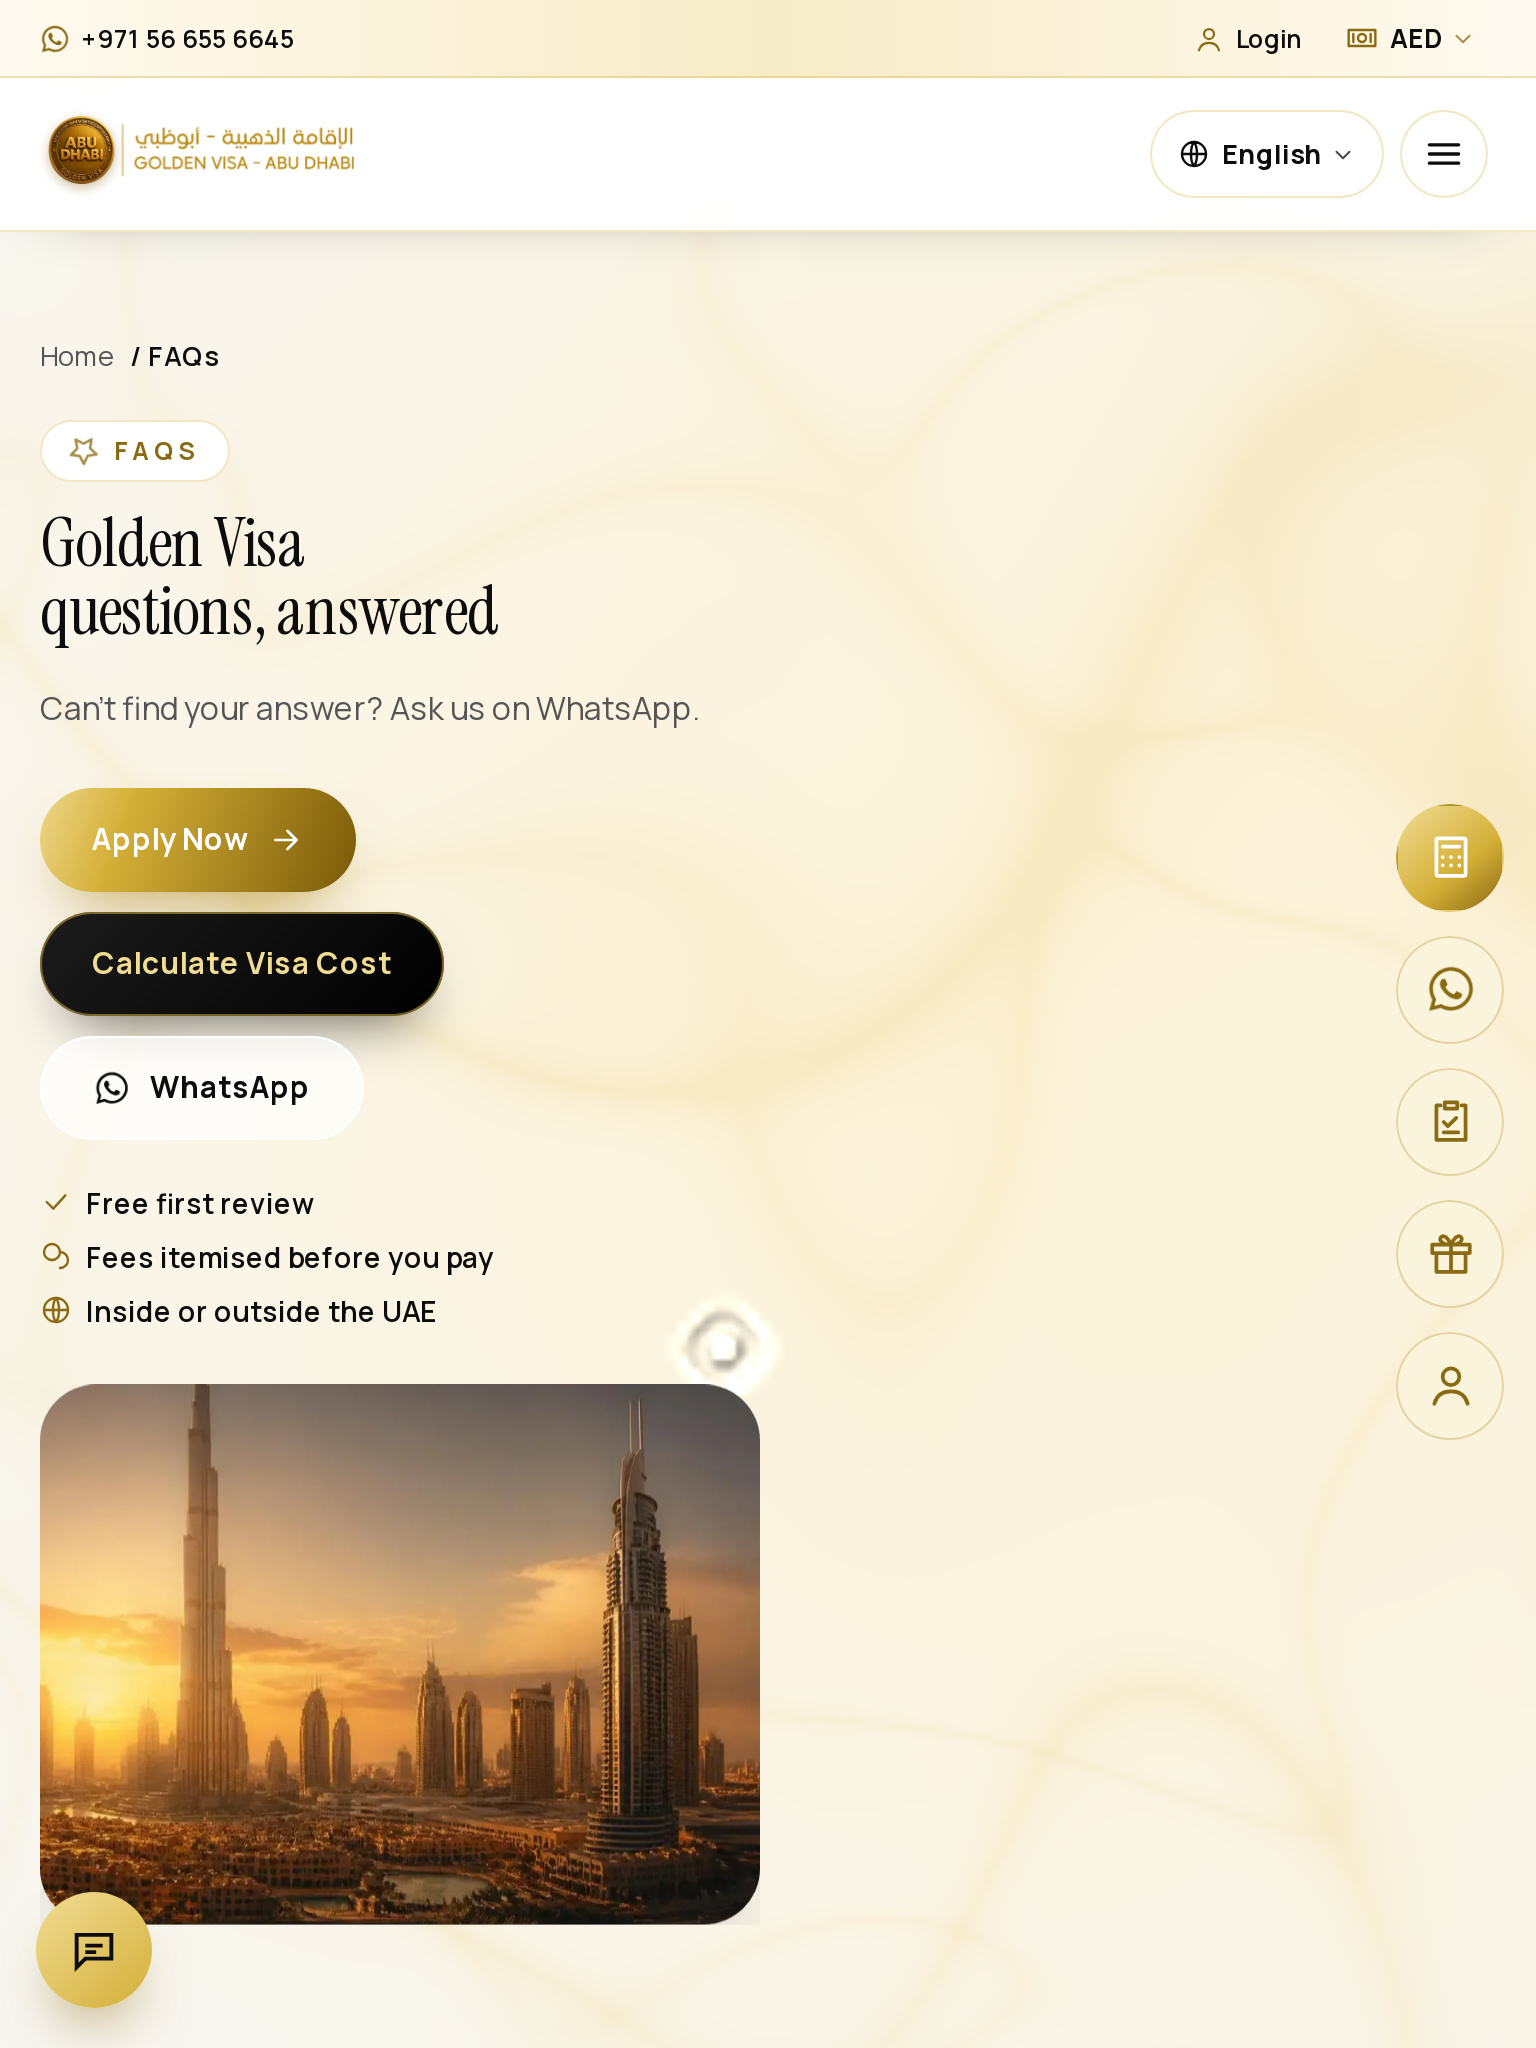 +971 56 655 6645
Login
AED
ABU
DHABI
الإقامة الذهبية - أبوظبي
GOLDEN VISA - ABU DHABI
English
Home / FAQs
FAQS
Golden Visa
questions, answered
Can’t find your answer? Ask us on WhatsApp.
Apply Now
Calculate Visa Cost
WhatsApp
Free first review
Fees itemised before you pay
Inside or outside the UAE